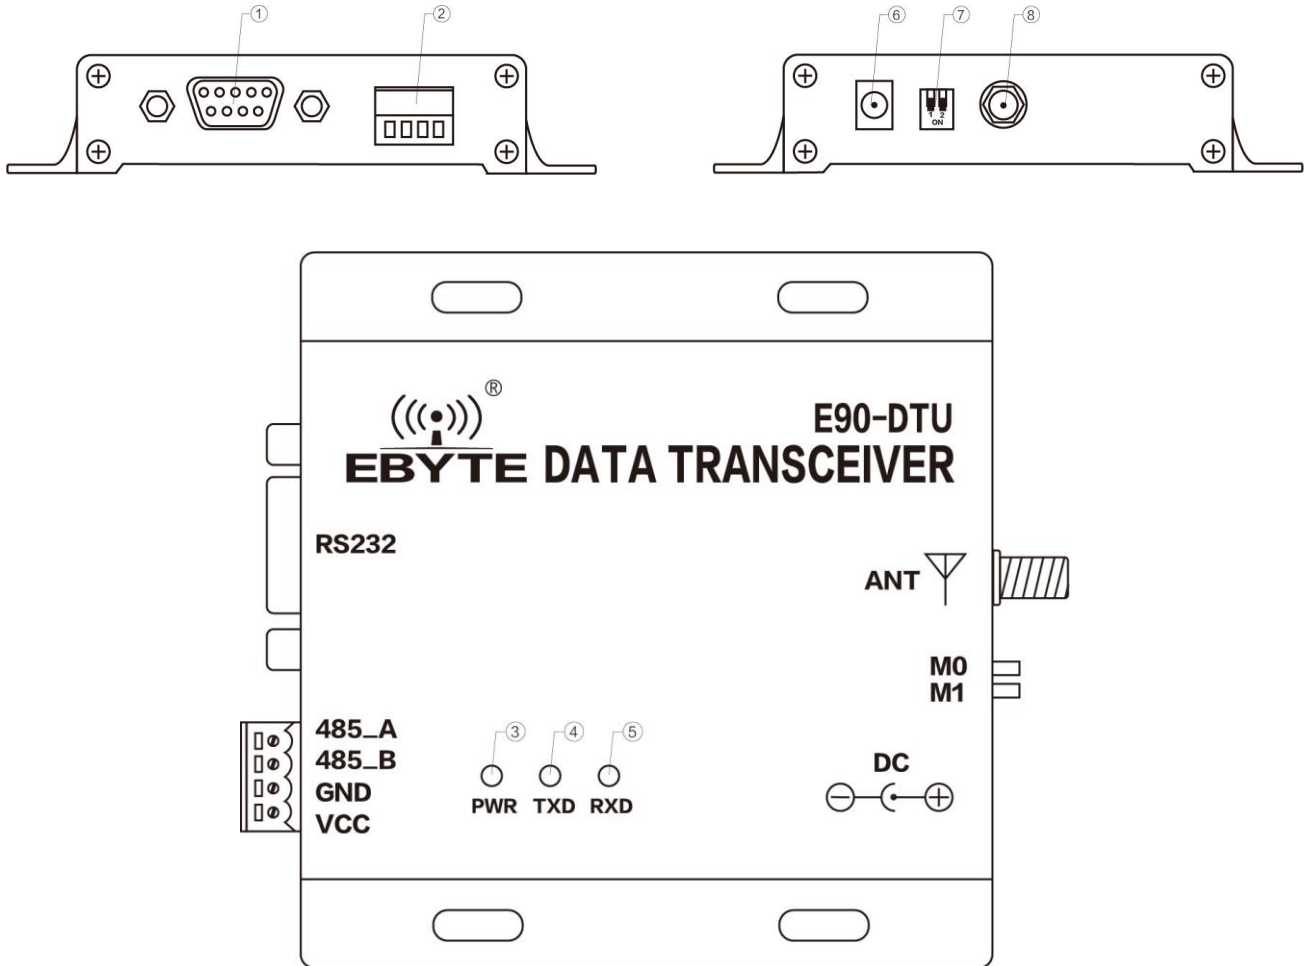 ① ② ⑥ ⑦ ⑧
1 2
ON
®
E90-DTU
EBYTE DATA TRANSCEIVER
RS232
ANT
M0
M1
485_A
485_B
GND
VCC
③ ④ ⑤
PWR TXD RXD
DC